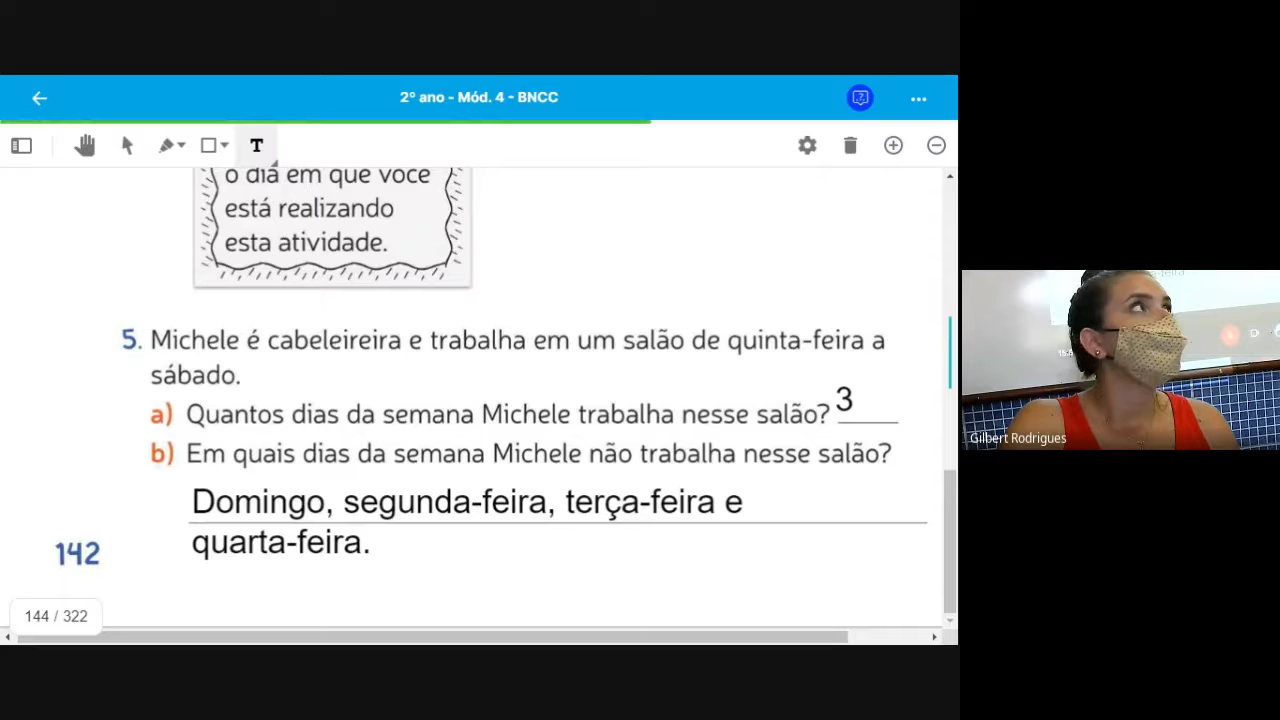 2º ano - Mód. 4 - BNCC
T
o dia em que você
está realizando
esta atividade.
5. Michele é cabeleireira e trabalha em um salão de quinta-feira a
sábado.
a) Quantos dias da semana Michele trabalha nesse salão? 3
b) Em quais dias da semana Michele não trabalha nesse salão?
Domingo, segunda-feira, terça-feira e
quarta-feira.
142
144 / 322
Gilbert Rodrigues